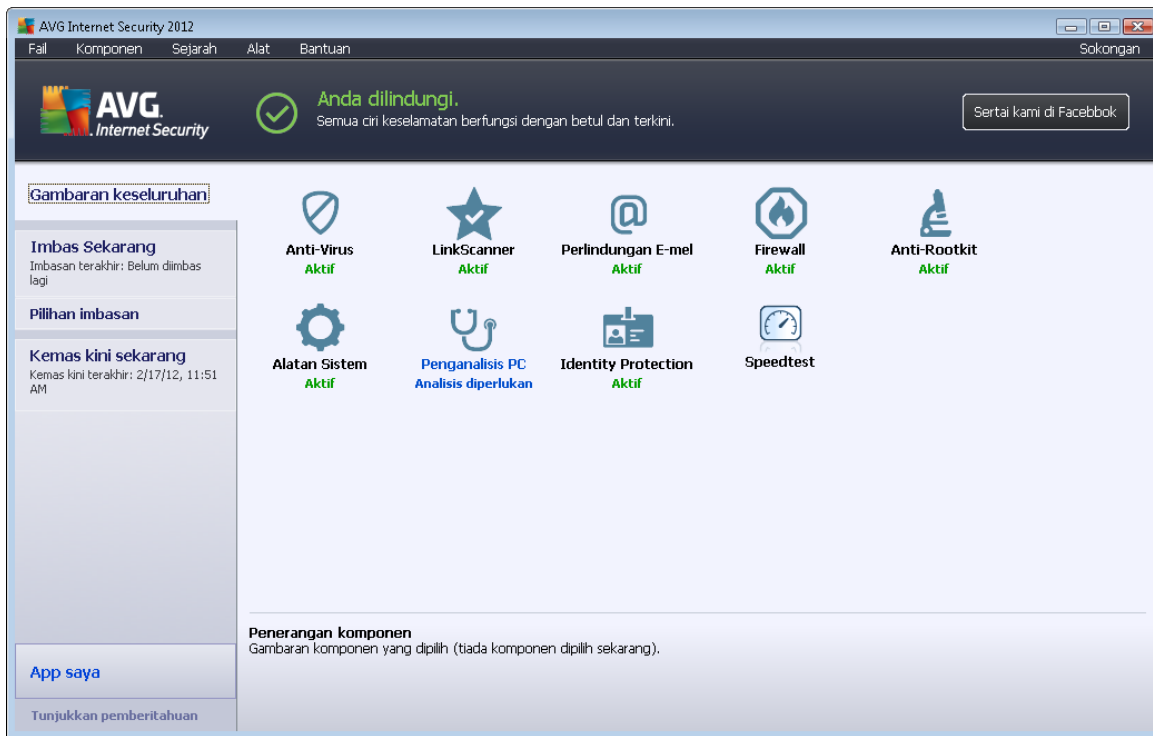 AVG Internet Security 2012
Fail Komponen Sejarah Alat Bantuan Sokongan
AVG.
Internet Security
Anda dilindungi.
Semua ciri keselamatan berfungsi dengan betul dan terkini.
Sertai kami di Facebbok
Gambaran keseluruhan
Imbas Sekarang
Imbasan terakhir: Belum diimbas
lagi
Pilihan imbasan
Kemas kini sekarang
Kemas kini terakhir: 2/17/12, 11:51
AM
Anti-Virus
Aktif
LinkScanner
Aktif
Perlindungan E-mel
Aktif
Firewall
Aktif
Anti-Rootkit
Aktif
Alatan Sistem
Aktif
Penganalisis PC
Analisis diperlukan
Identity Protection
Aktif
Speedtest
Penerangan komponen
Gambaran komponen yang dipilih (tiada komponen dipilih sekarang).
App saya
Tunjukkan pemberitahuan